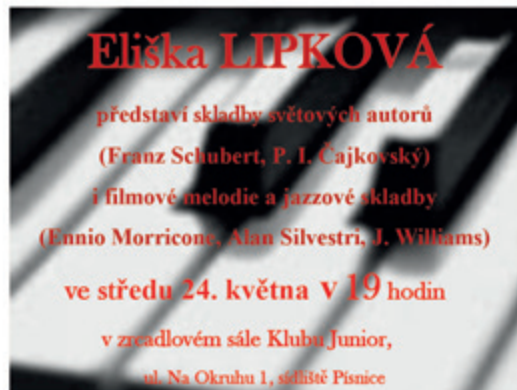 Eliška LIPKOVÁ
představí skladby světových autorů
(Franz Schubert, P. I. Čajkovský)
i filmové melodie a jazzové skladby
(Ennio Morricone, Alan Silvestri, J. Williams)
ve středu 24. května v 19 hodin
v zrcadlovém sále Klubu Junior,
ul. Na Okruhu 1, sídliště Písnice